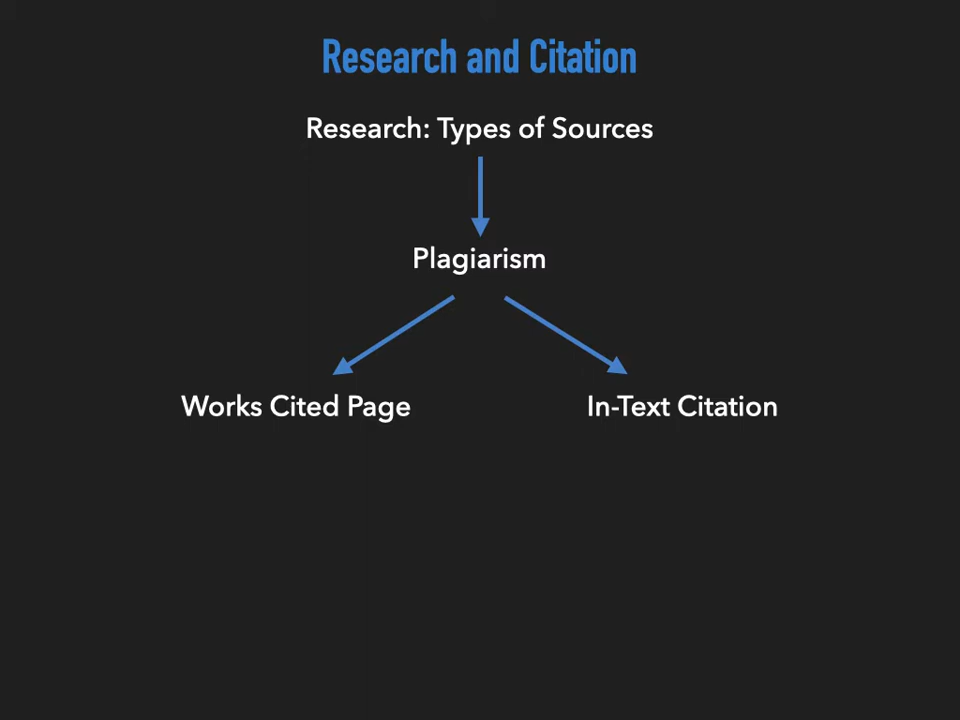 Research and Citation
Research: Types of Sources
Plagiarism
Works Cited Page
In-Text Citation